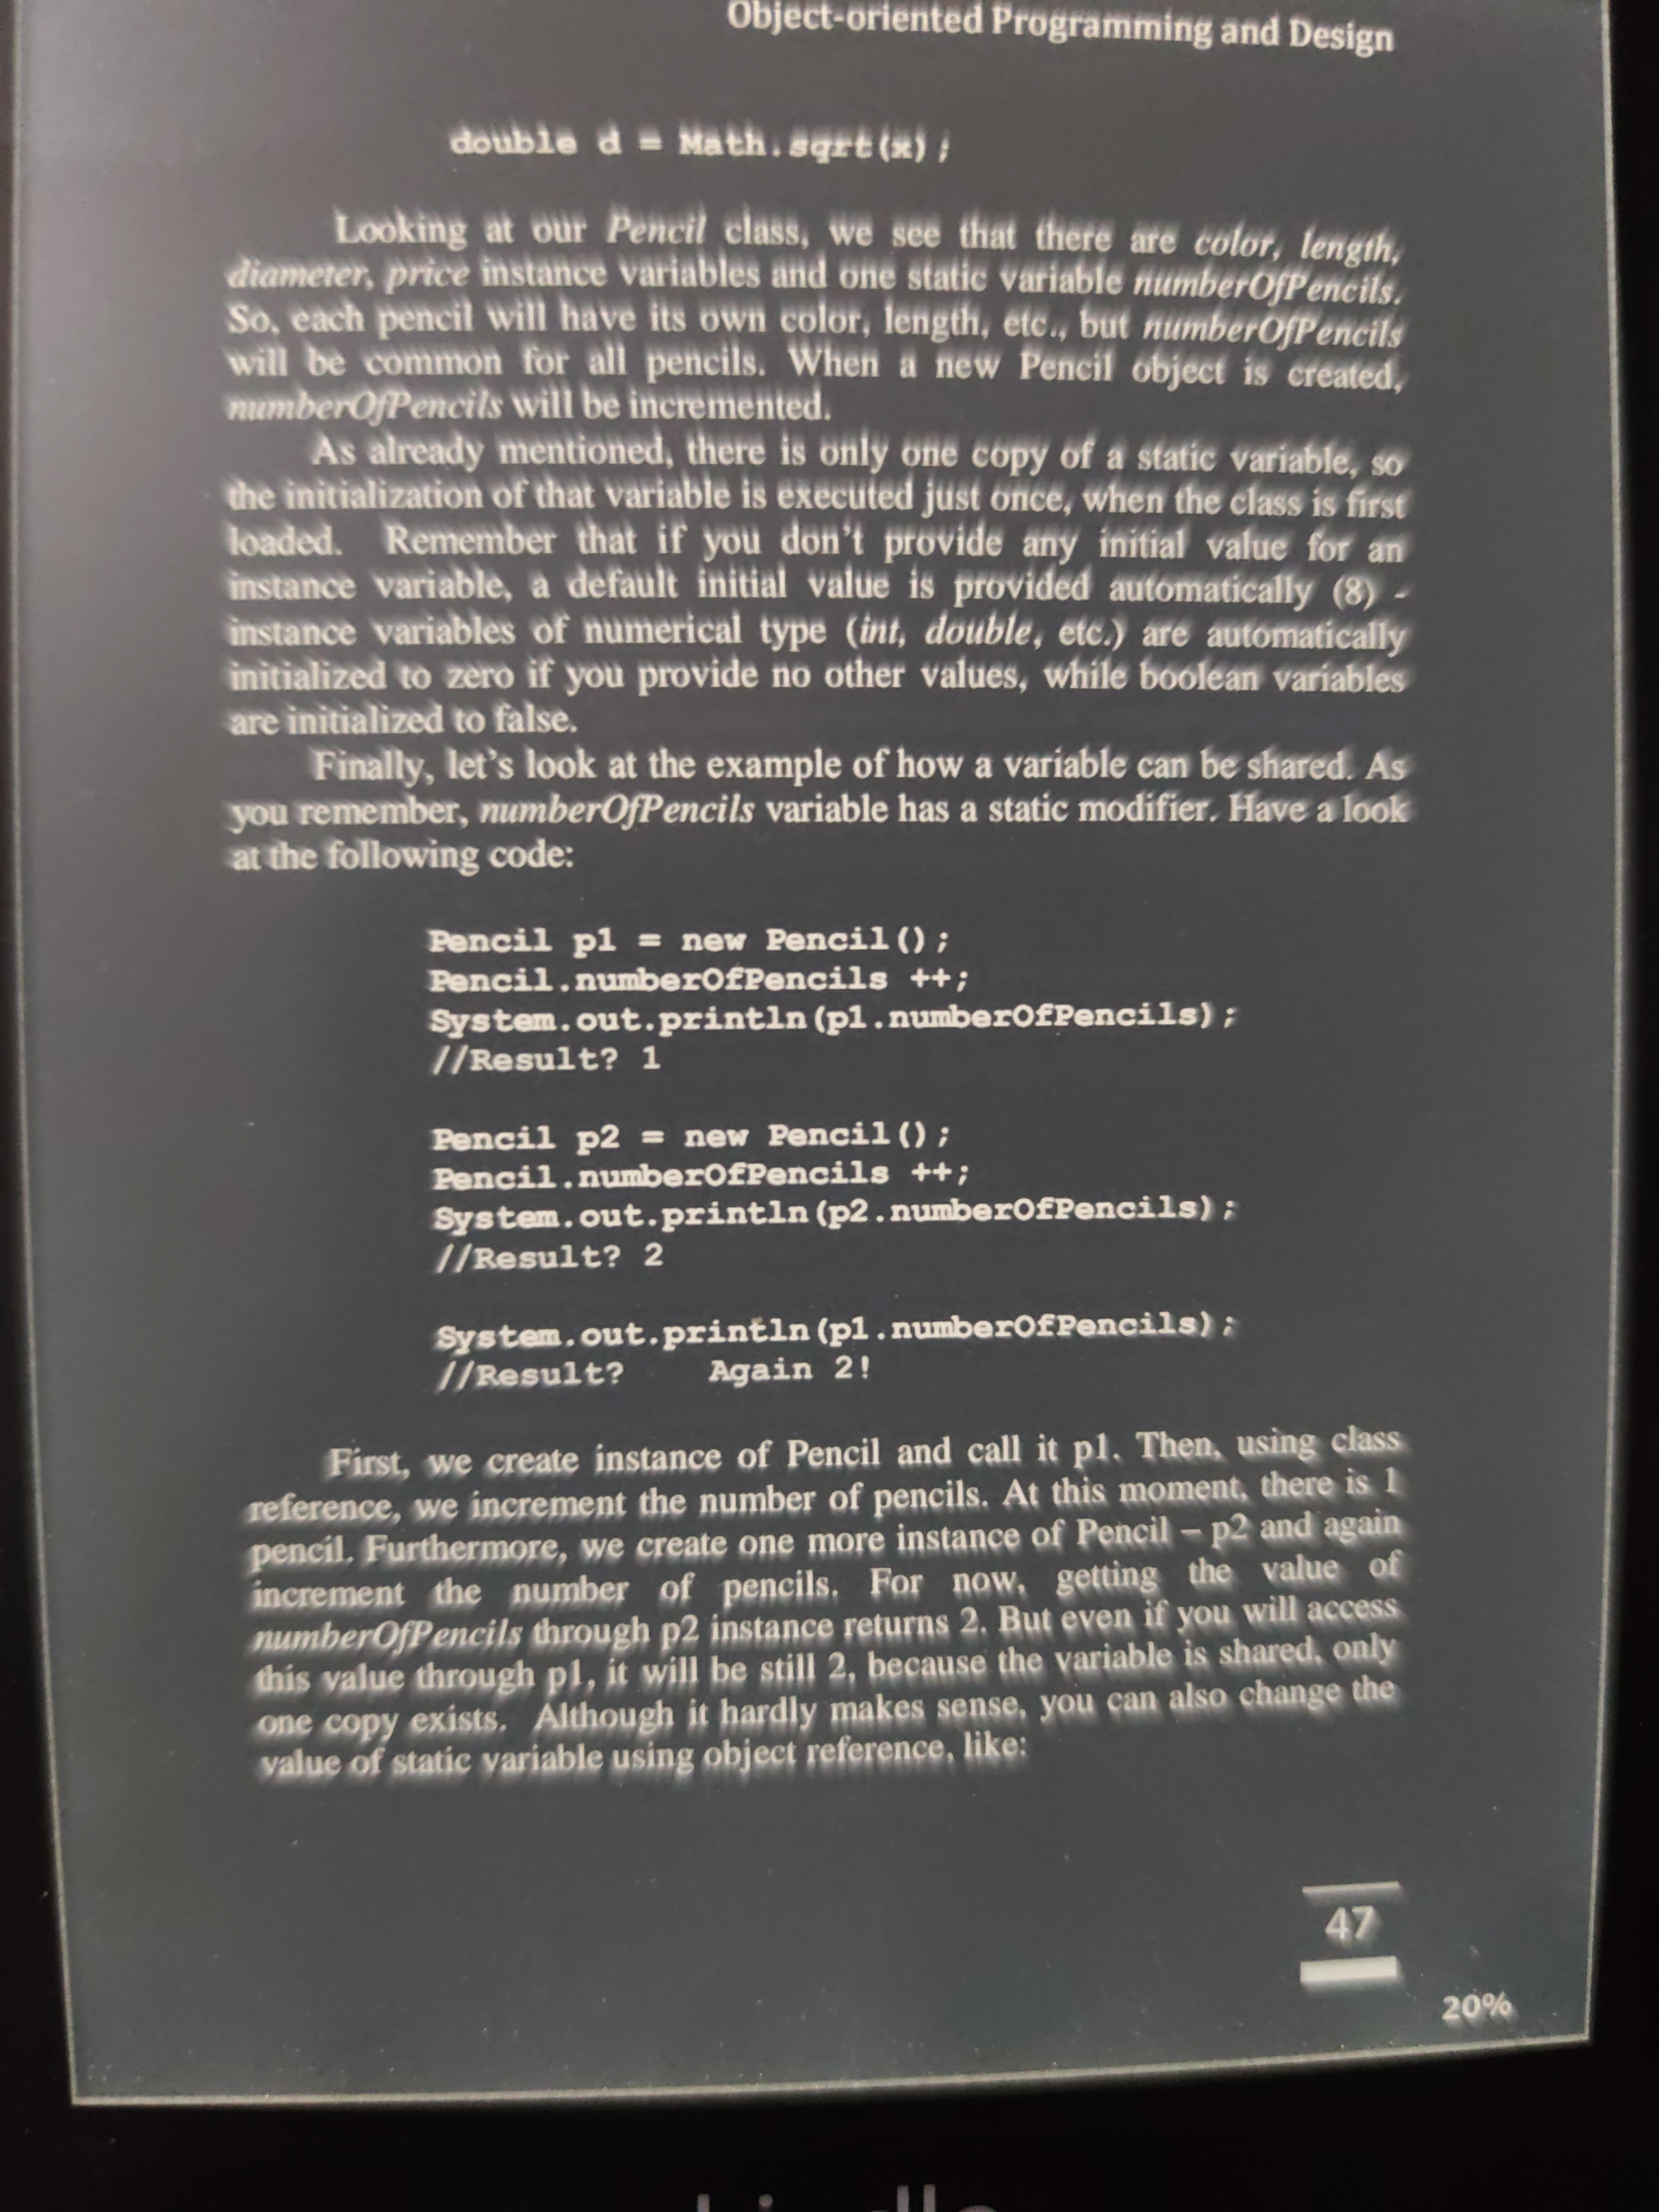 Object-oriented Programming and Design
double d = Math.sqrt(x);
Looking at our Pencil class, we see that there are color, length,
diameter, price instance variables and one static variable numberOfPencils.
So, each pencil will have its own color, length, etc., but numberOfPencils
will be common for all pencils. When a new Pencil object is created,
numberOfPencils will be incremented.
As already mentioned, there is only one copy of a static variable, so
the initialization of that variable is executed just once, when the class is first
loaded. Remember that if you don't provide any initial value for an
instance variable, a default initial value is provided automatically (8) -
instance variables of numerical type (int, double, etc.) are automatically
initialized to zero if you provide no other values, while boolean variables
are initialized to false.
Finally, let's look at the example of how a variable can be shared. As
you remember, numberOfPencils variable has a static modifier. Have a look
at the following code:
Pencil p1 = new Pencil();
Pencil.numberOfPencils ++;
System.out.println(p1.numberOfPencils);
//Result? 1
Pencil p2 = new Pencil();
Pencil.numberOfPencils ++;
System.out.println(p2.numberOfPencils);
//Result? 2
System.out.println(p1.numberOfPencils);
//Result? Again 2!
First, we create instance of Pencil and call it p1. Then, using class
reference, we increment the number of pencils. At this moment, there is 1
pencil. Furthermore, we create one more instance of Pencil – p2 and again
increment the number of pencils. For now, getting the value of
numberOfPencils through p2 instance returns 2. But even if you will access
this value through p1, it will be still 2, because the variable is shared, only
one copy exists. Although it hardly makes sense, you can also change the
value of static variable using object reference, like:
47
20%